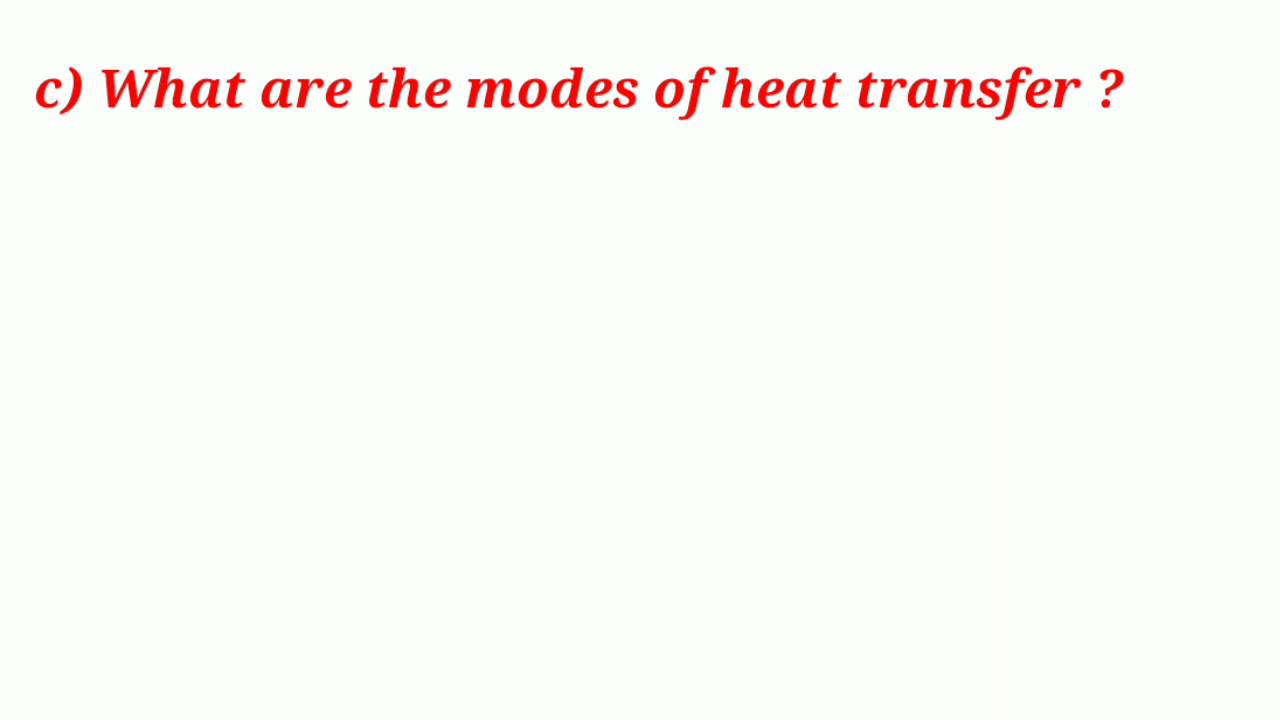 c) What are the modes of heat transfer ?